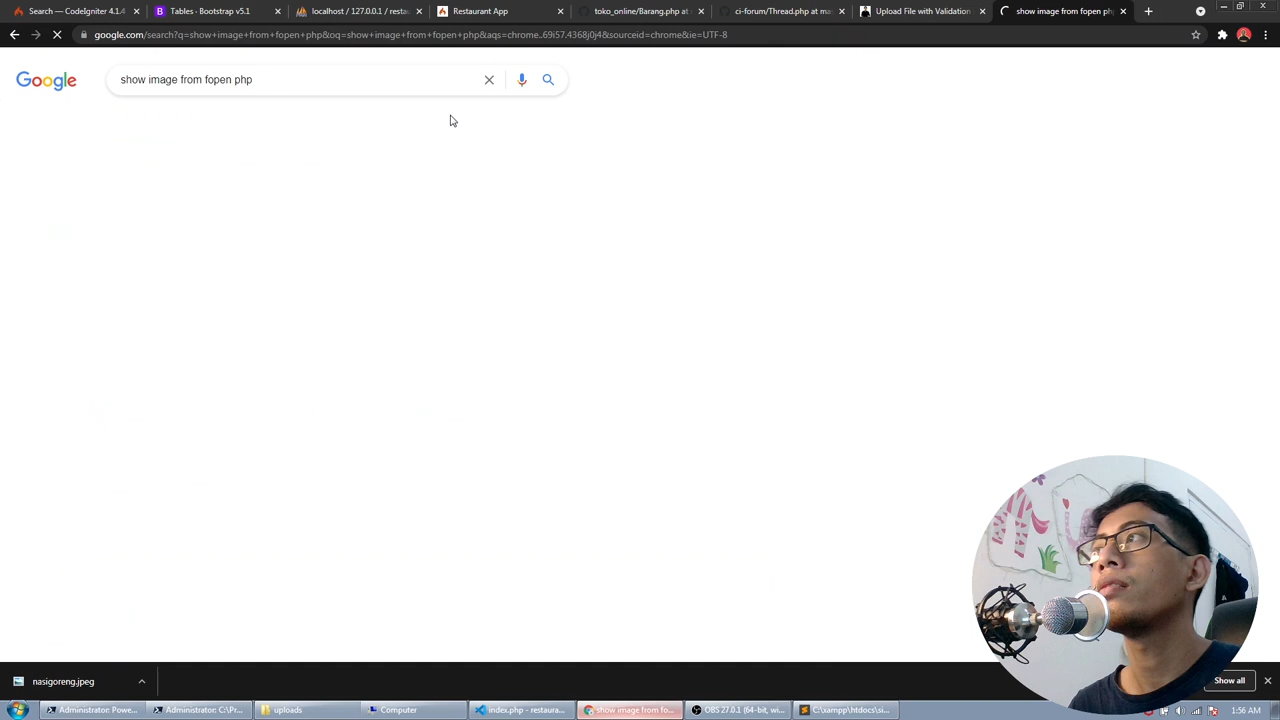 Search — CodeIgniter 4.1.4
Tables · Bootstrap v5.1
localhost / 127.0.0.1 / restau
Restaurant App
toko_online/Barang.php at m
ci-forum/Thread.php at mas
Upload File with Validation
show image from fopen php
google.com/search?q=show+image+from+fopen+php&oq=show+image+from+fopen+php&aqs=chrome..69i57.4368j0j4&sourceid=chrome&ie=UTF-8
Google
show image from fopen php
nasigoreng.jpeg
Show all
Administrator: Powe...
Administrator: C:\Pr...
uploads
Computer
index.php - restaura...
show image from fo...
OBS 27.0.1 (64-bit, w...
C:\xampp\htdocs\si...
1:56 AM